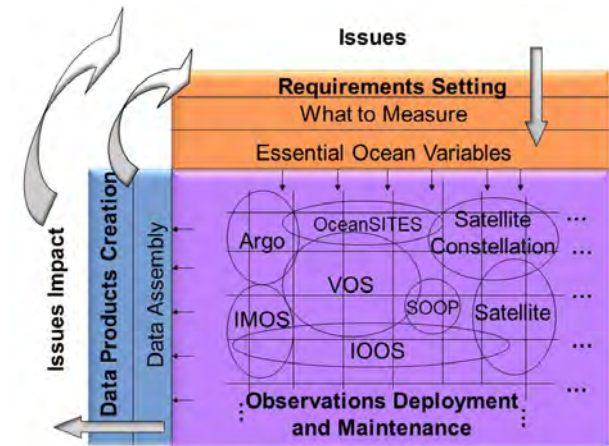 Issues
Requirements Setting
What to Measure
Essential Ocean Variables
Issues Impact
Data Products Creation
Data Assembly
Argo
OceanSITES
Satellite
Constellation
...
...
VOS
IMOS
SOOP
Satellite
...
IOOS
...
...
Observations Deployment
and Maintenance